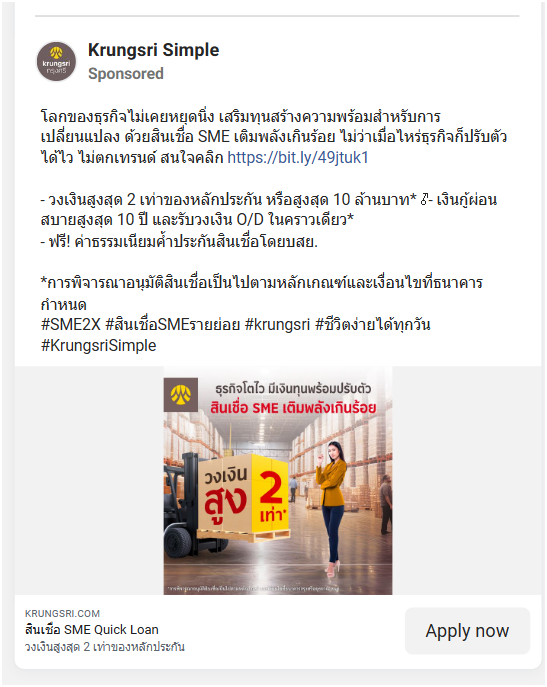 krungsri
กรุงศรี
Krungsri Simple
Sponsored
โลกของธุรกิจไม่เคยหยุดนิ่ง เสริมทุนสร้างความพร้อมสำหรับการ
เปลี่ยนแปลง ด้วยสินเชื่อ SME เติมพลังเกินร้อย ไม่ว่าเมื่อไหร่ธุรกิจก็ปรับตัว
ได้ไว ไม่ตกเทรนด์ สนใจคลิก https://bit.ly/49jtuk1
- วงเงินสูงสุด 2 เท่าของหลักประกัน หรือสูงสุด 10 ล้านบาท* - เงินกู้ผ่อน
สบายสูงสุด 10 ปี และรับวงเงิน O/D ในคราวเดียว*
- ฟรี! ค่าธรรมเนียมค้ำประกันสินเชื่อโดยบสย.
*การพิจารณาอนุมัติสินเชื่อเป็นไปตามหลักเกณฑ์และเงื่อนไขที่ธนาคาร
กำหนด
#SME2X #สินเชื่อSMEรายย่อย #krungsri #ชีวิตง่ายได้ทุกวัน
#KrungsriSimple
ธุรกิจโตไว มีเงินทุนพร้อมปรับตัว
สินเชื่อ SME เติมพลังเกินร้อย
วงเงิน
สูง
2
เท่า*
KRUNGSRI.COM
สินเชื่อ SME Quick Loan
วงเงินสูงสุด 2 เท่าของหลักประกัน
Apply now